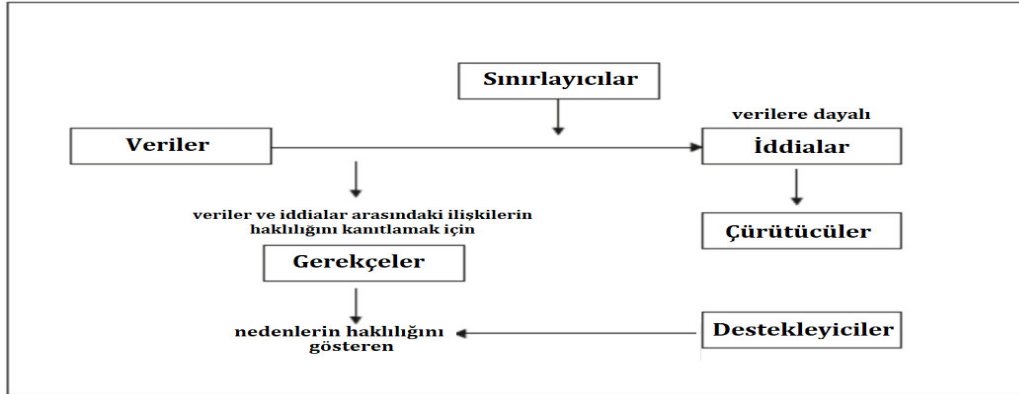 Sınırlayıcılar
verilere dayalı
Veriler
İddialar
veriler ve iddialar arasındaki ilişkilerin
haklılığını kanıtlamak için
Çürütücüler
Gerekçeler
nedenlerin haklılığını
gösteren
Destekleyiciler